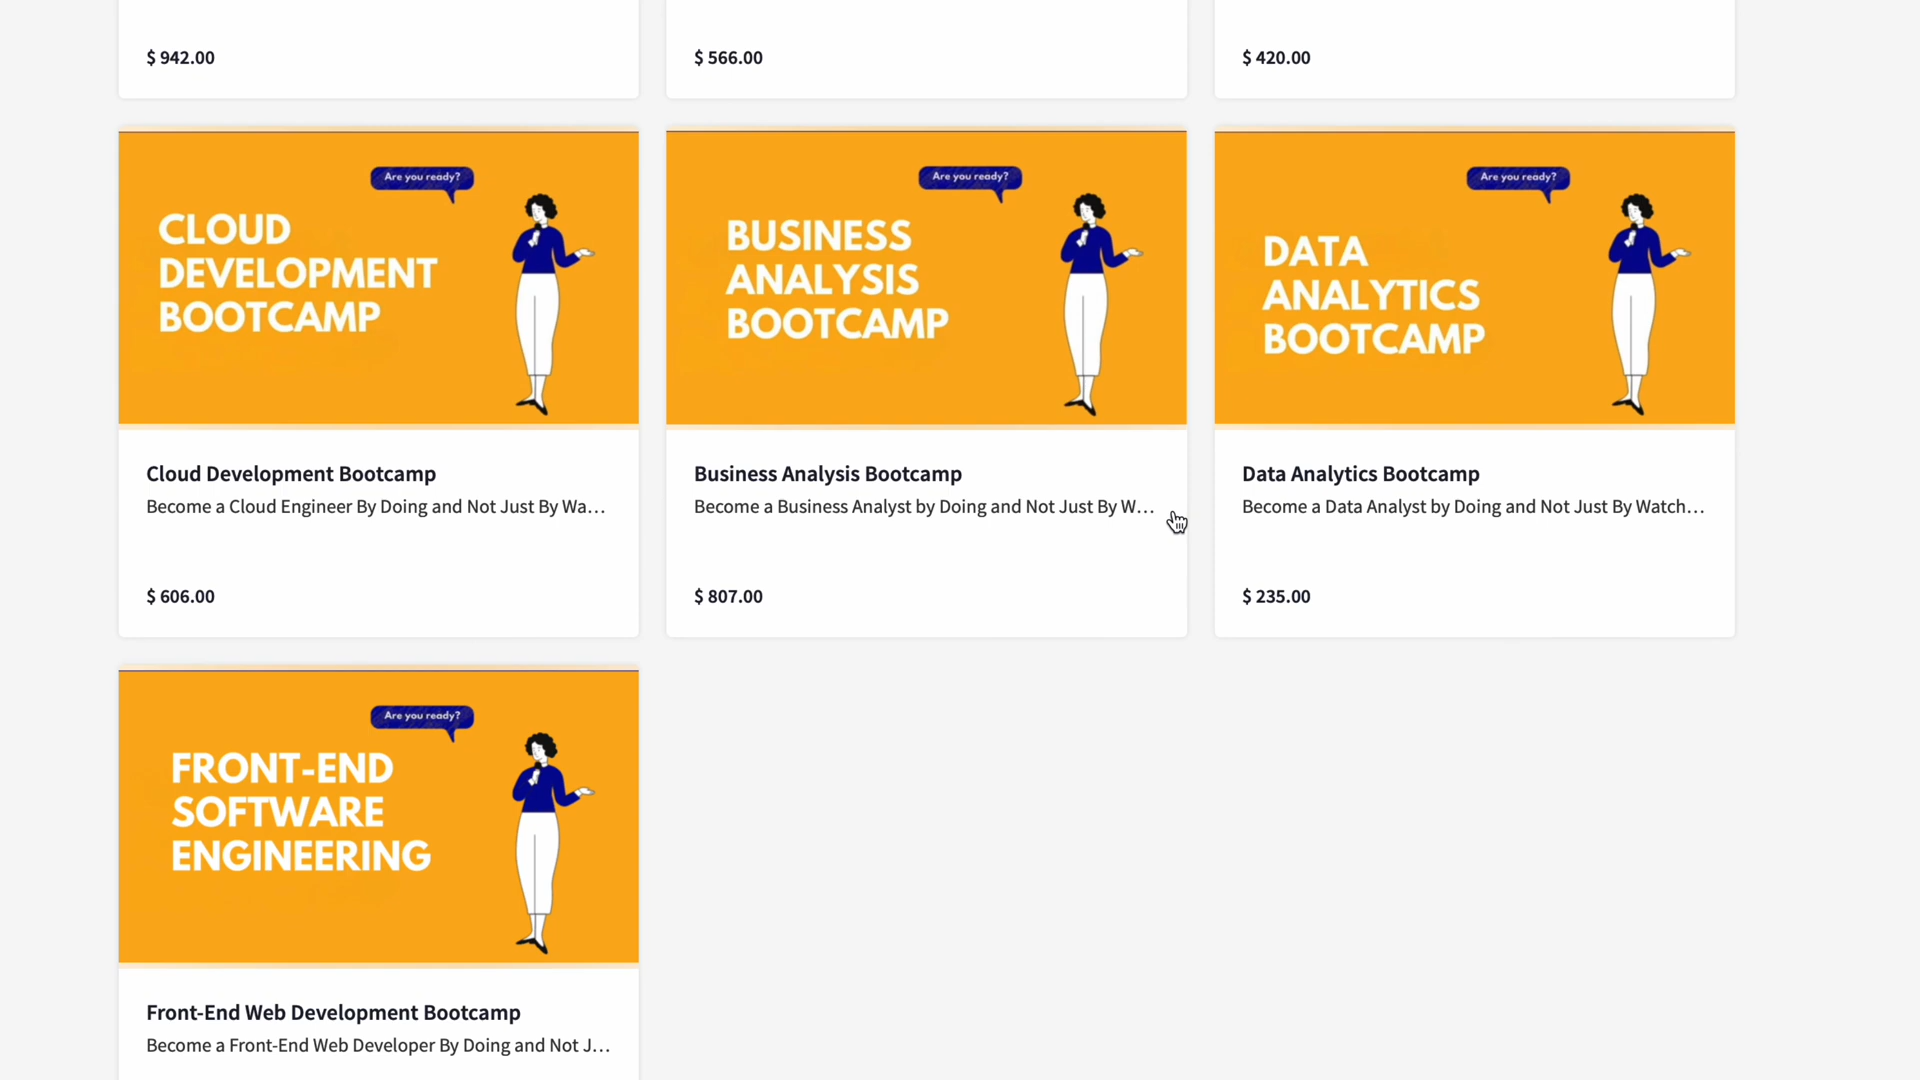 $ 942.00
$ 566.00
$ 420.00
Are you ready?
CLOUD
DEVELOPMENT
BOOTCAMP
Are you ready?
BUSINESS
ANALYSIS
BOOTCAMP
Are you ready?
DATA
ANALYTICS
BOOTCAMP
Cloud Development Bootcamp
Become a Cloud Engineer By Doing and Not Just By Wa...
$ 606.00
Business Analysis Bootcamp
Become a Business Analyst by Doing and Not Just By W...
$ 807.00
Data Analytics Bootcamp
Become a Data Analyst by Doing and Not Just By Watch...
$ 235.00
Are you ready?
FRONT-END
SOFTWARE
ENGINEERING
Front-End Web Development Bootcamp
Become a Front-End Web Developer By Doing and Not J...